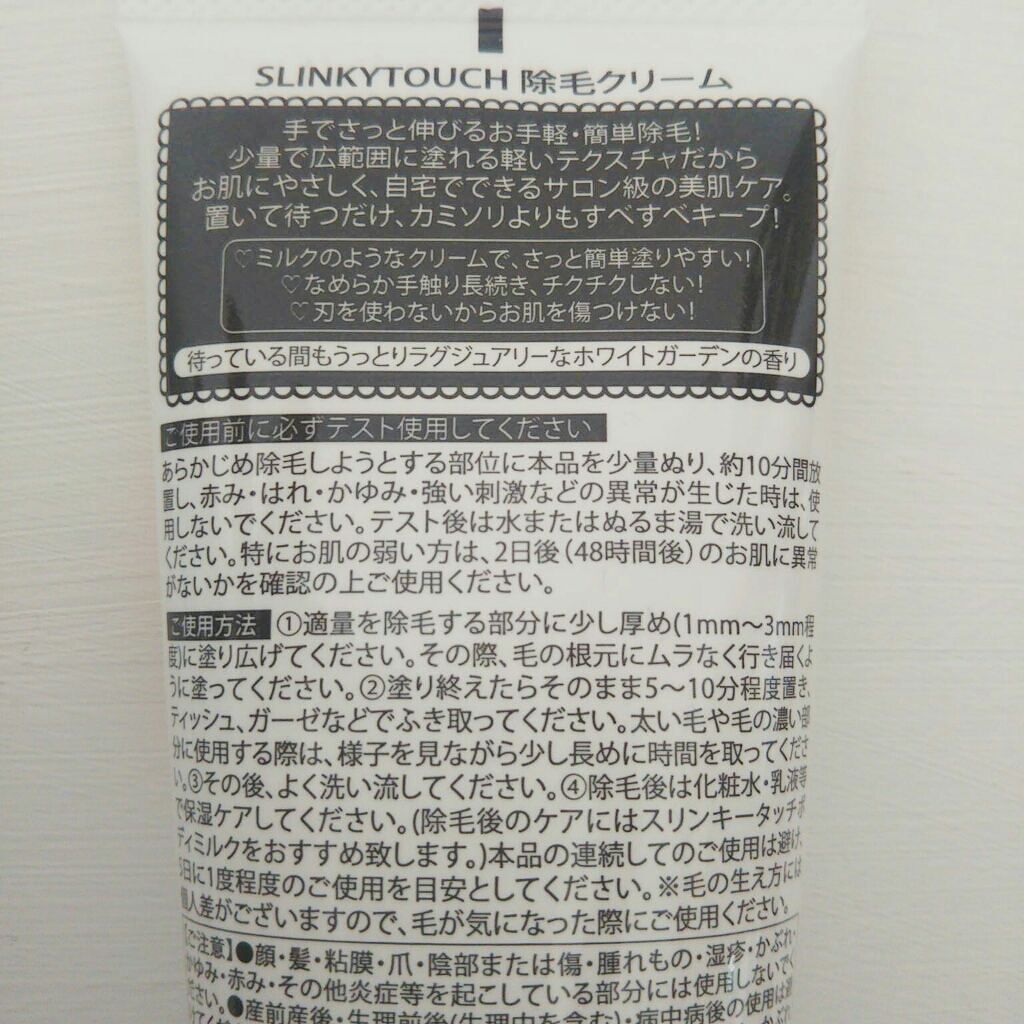 SLINKYTOUCH 除毛クリーム
手でさっと伸びるお手軽・簡単除毛!
少量で広範囲に塗れる軽いテクスチャだから
お肌にやさしく、自宅でできるサロン級の美肌ケア。
置いて待つだけ、カミソリよりもすべすべキープ!
♡ミルクのようなクリームで、さっと簡単塗りやすい!
♡なめらか手触り長続き、チクチクしない!
♡刃を使わないからお肌を傷つけない!
待っている間もうっとりラグジュアリーなホワイトガーデンの香り
ご使用前に必ずテスト使用してください
あらかじめ除毛しようとする部位に本品を少量ぬり、約10分間放
置し、赤み・はれ・かゆみ・強い刺激などの異常が生じた時は、使
用しないでください。テスト後は水またはぬるま湯で洗い流して
ください。特にお肌の弱い方は、2日後(48時間後)のお肌に異常
がないかを確認の上ご使用ください。
ご使用方法 ①適量を除毛する部分に少し厚め(1mm～3mm程
度)に塗り広げてください。その際、毛の根元にムラなく行き届くよ
うに塗ってください。②塗り終えたらそのまま5～10分程度置き、
ティッシュ、ガーゼなどでふき取ってください。太い毛や毛の濃い部
分に使用する際は、様子を見ながら少し長めに時間を取ってくださ
い。③その後、よく洗い流してください。④除毛後は化粧水・乳液等
で保湿ケアしてください。(除毛後のケアにはスリンキータッチボ
ディミルクをおすすめ致します。)本品の連続してのご使用は避け、
日に1度程度のご使用を目安としてください。※毛の生え方には
個人差がございますので、毛が気になった際にご使用ください。
【ご注意】●顔・髪・粘膜・爪・陰部または傷・腫れもの・湿疹・かぶれ・
かゆみ・赤み・その他炎症等を起こしている部分には使用しないでく
ださい。●産前産後・生理前後(生理中を含む)・病中病後の使用は